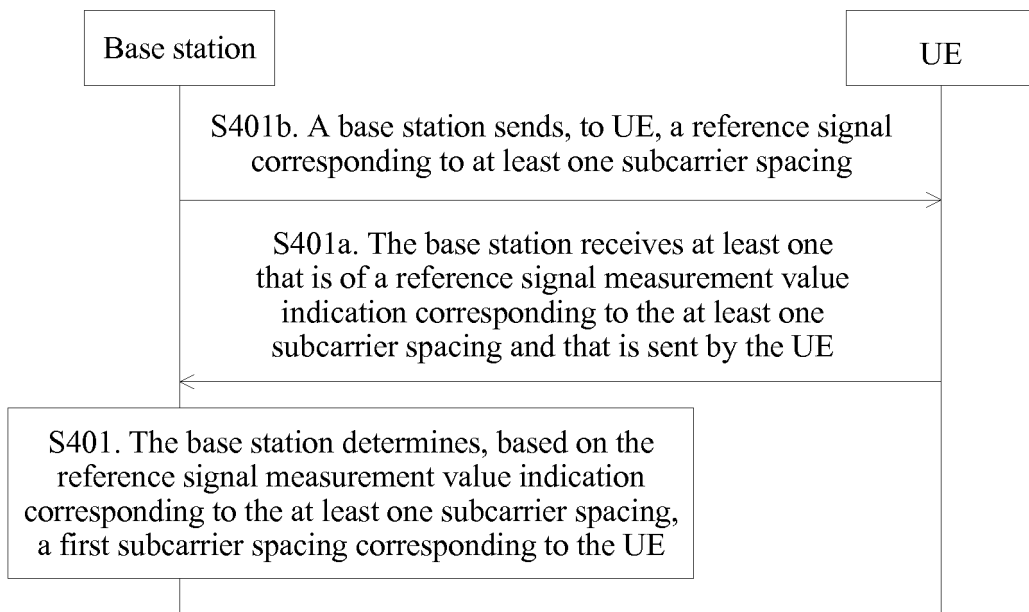 Base station
UE
S401b. A base station sends, to UE, a reference signal
corresponding to at least one subcarrier spacing
S401a. The base station receives at least one
that is of a reference signal measurement value
indication corresponding to the at least one
subcarrier spacing and that is sent by the UE
S401. The base station determines, based on the
reference signal measurement value indication
corresponding to the at least one subcarrier spacing,
a first subcarrier spacing corresponding to the UE